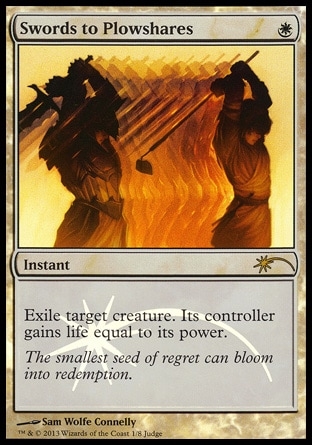 Swords to Plowshares
Instant
Exile target creature. Its controller
gains life equal to its power.
The smallest seed of regret can bloom
into redemption.
Sam Wolfe Connelly
™ & © 2013 Wizards of the Coast 1/8 Judge